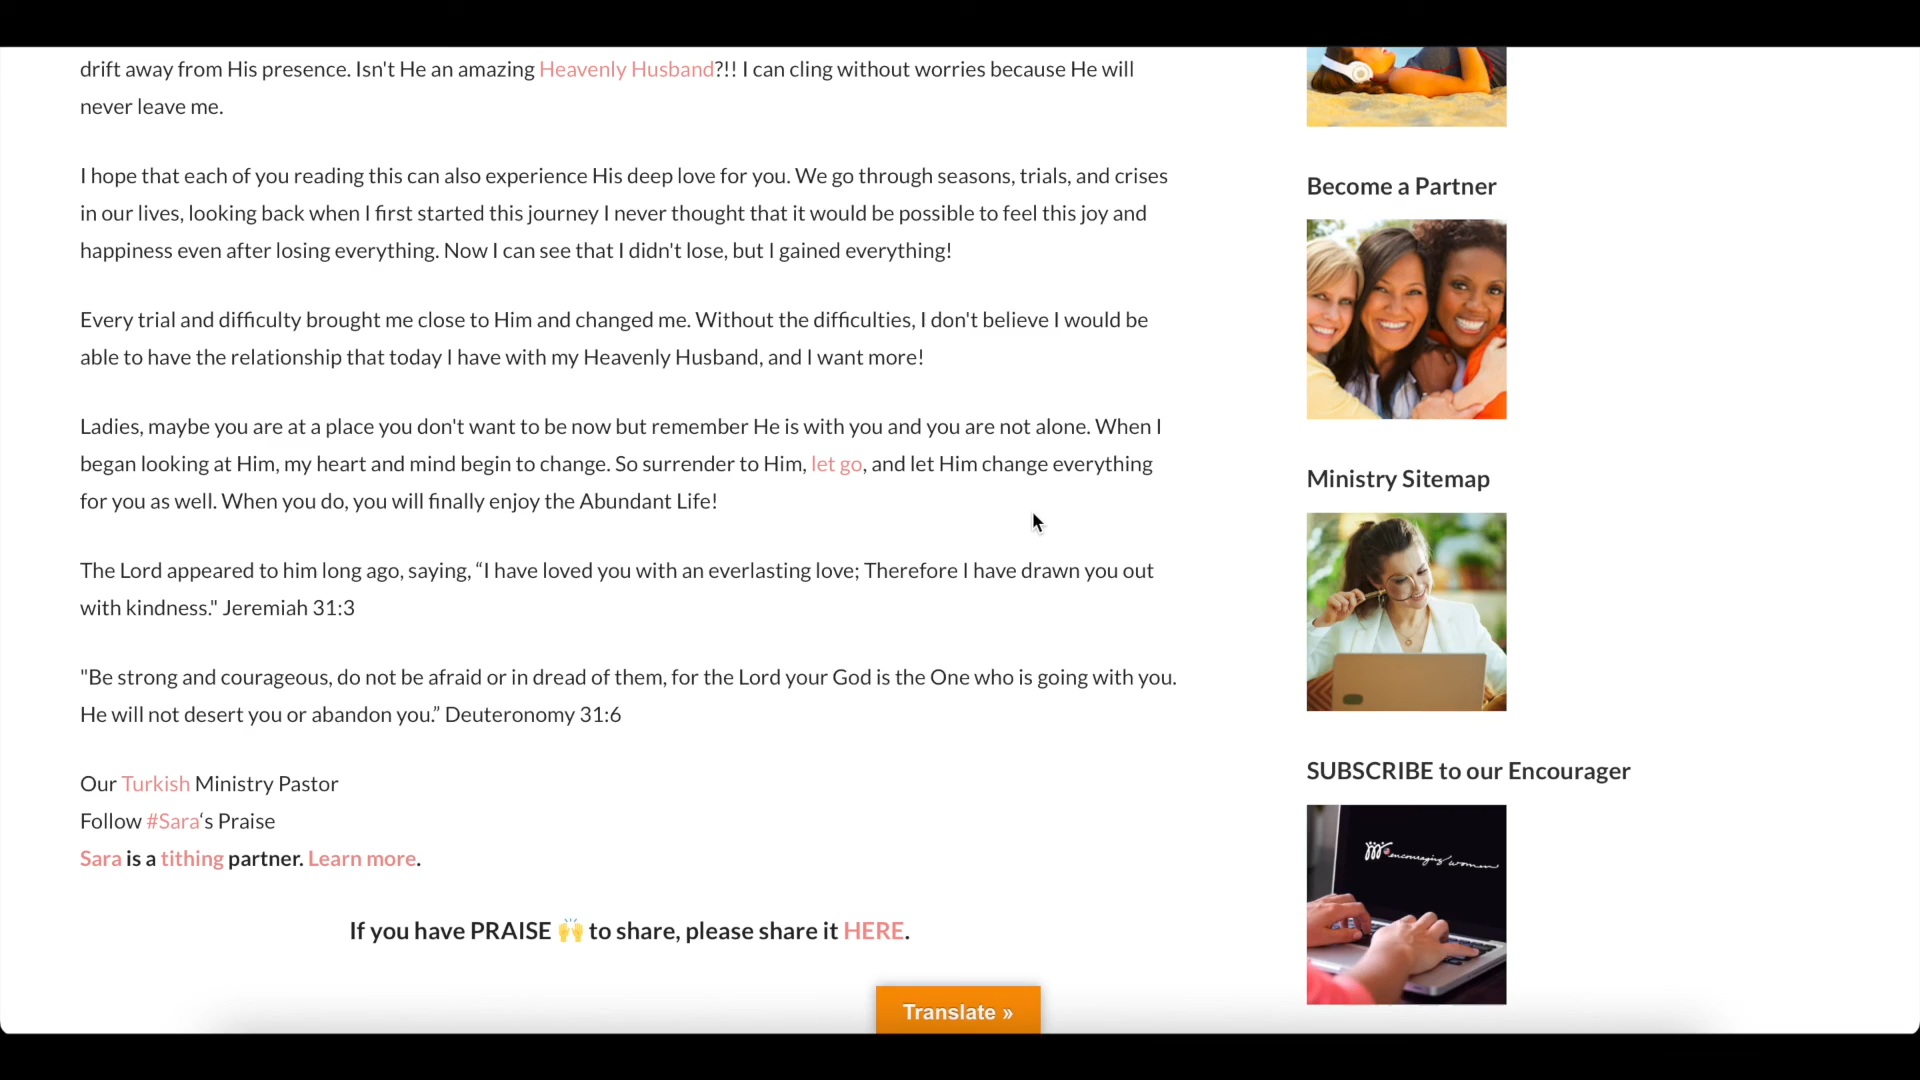 drift away from His presence. Isn't He an amazing Heavenly Husband?!! I can cling without worries because He will
never leave me.
I hope that each of you reading this can also experience His deep love for you. We go through seasons, trials, and crises
in our lives, looking back when I first started this journey I never thought that it would be possible to feel this joy and
happiness even after losing everything. Now I can see that I didn't lose, but I gained everything!
Every trial and difficulty brought me close to Him and changed me. Without the difficulties, I don't believe I would be
able to have the relationship that today I have with my Heavenly Husband, and I want more!
Ladies, maybe you are at a place you don't want to be now but remember He is with you and you are not alone. When I
began looking at Him, my heart and mind begin to change. So surrender to Him, let go, and let Him change everything
for you as well. When you do, you will finally enjoy the Abundant Life!
The Lord appeared to him long ago, saying, “I have loved you with an everlasting love; Therefore I have drawn you out
with kindness." Jeremiah 31:3
"Be strong and courageous, do not be afraid or in dread of them, for the Lord your God is the One who is going with you.
He will not desert you or abandon you.” Deuteronomy 31:6
Our Turkish Ministry Pastor
Follow #Sara‘s Praise
Sara is a tithing partner. Learn more.
If you have PRAISE 🙌 to share, please share it HERE.
Translate »
Become a Partner
Ministry Sitemap
SUBSCRIBE to our Encourager
encouraging women